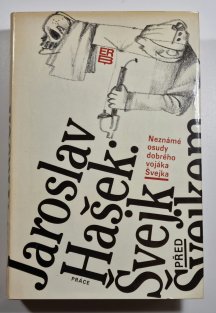 Jaroslav
Hašek:
Švejk
PŘED
Švejkem
Neznámé
osudy
dobrého
vojáka
Švejka
PRÁCE